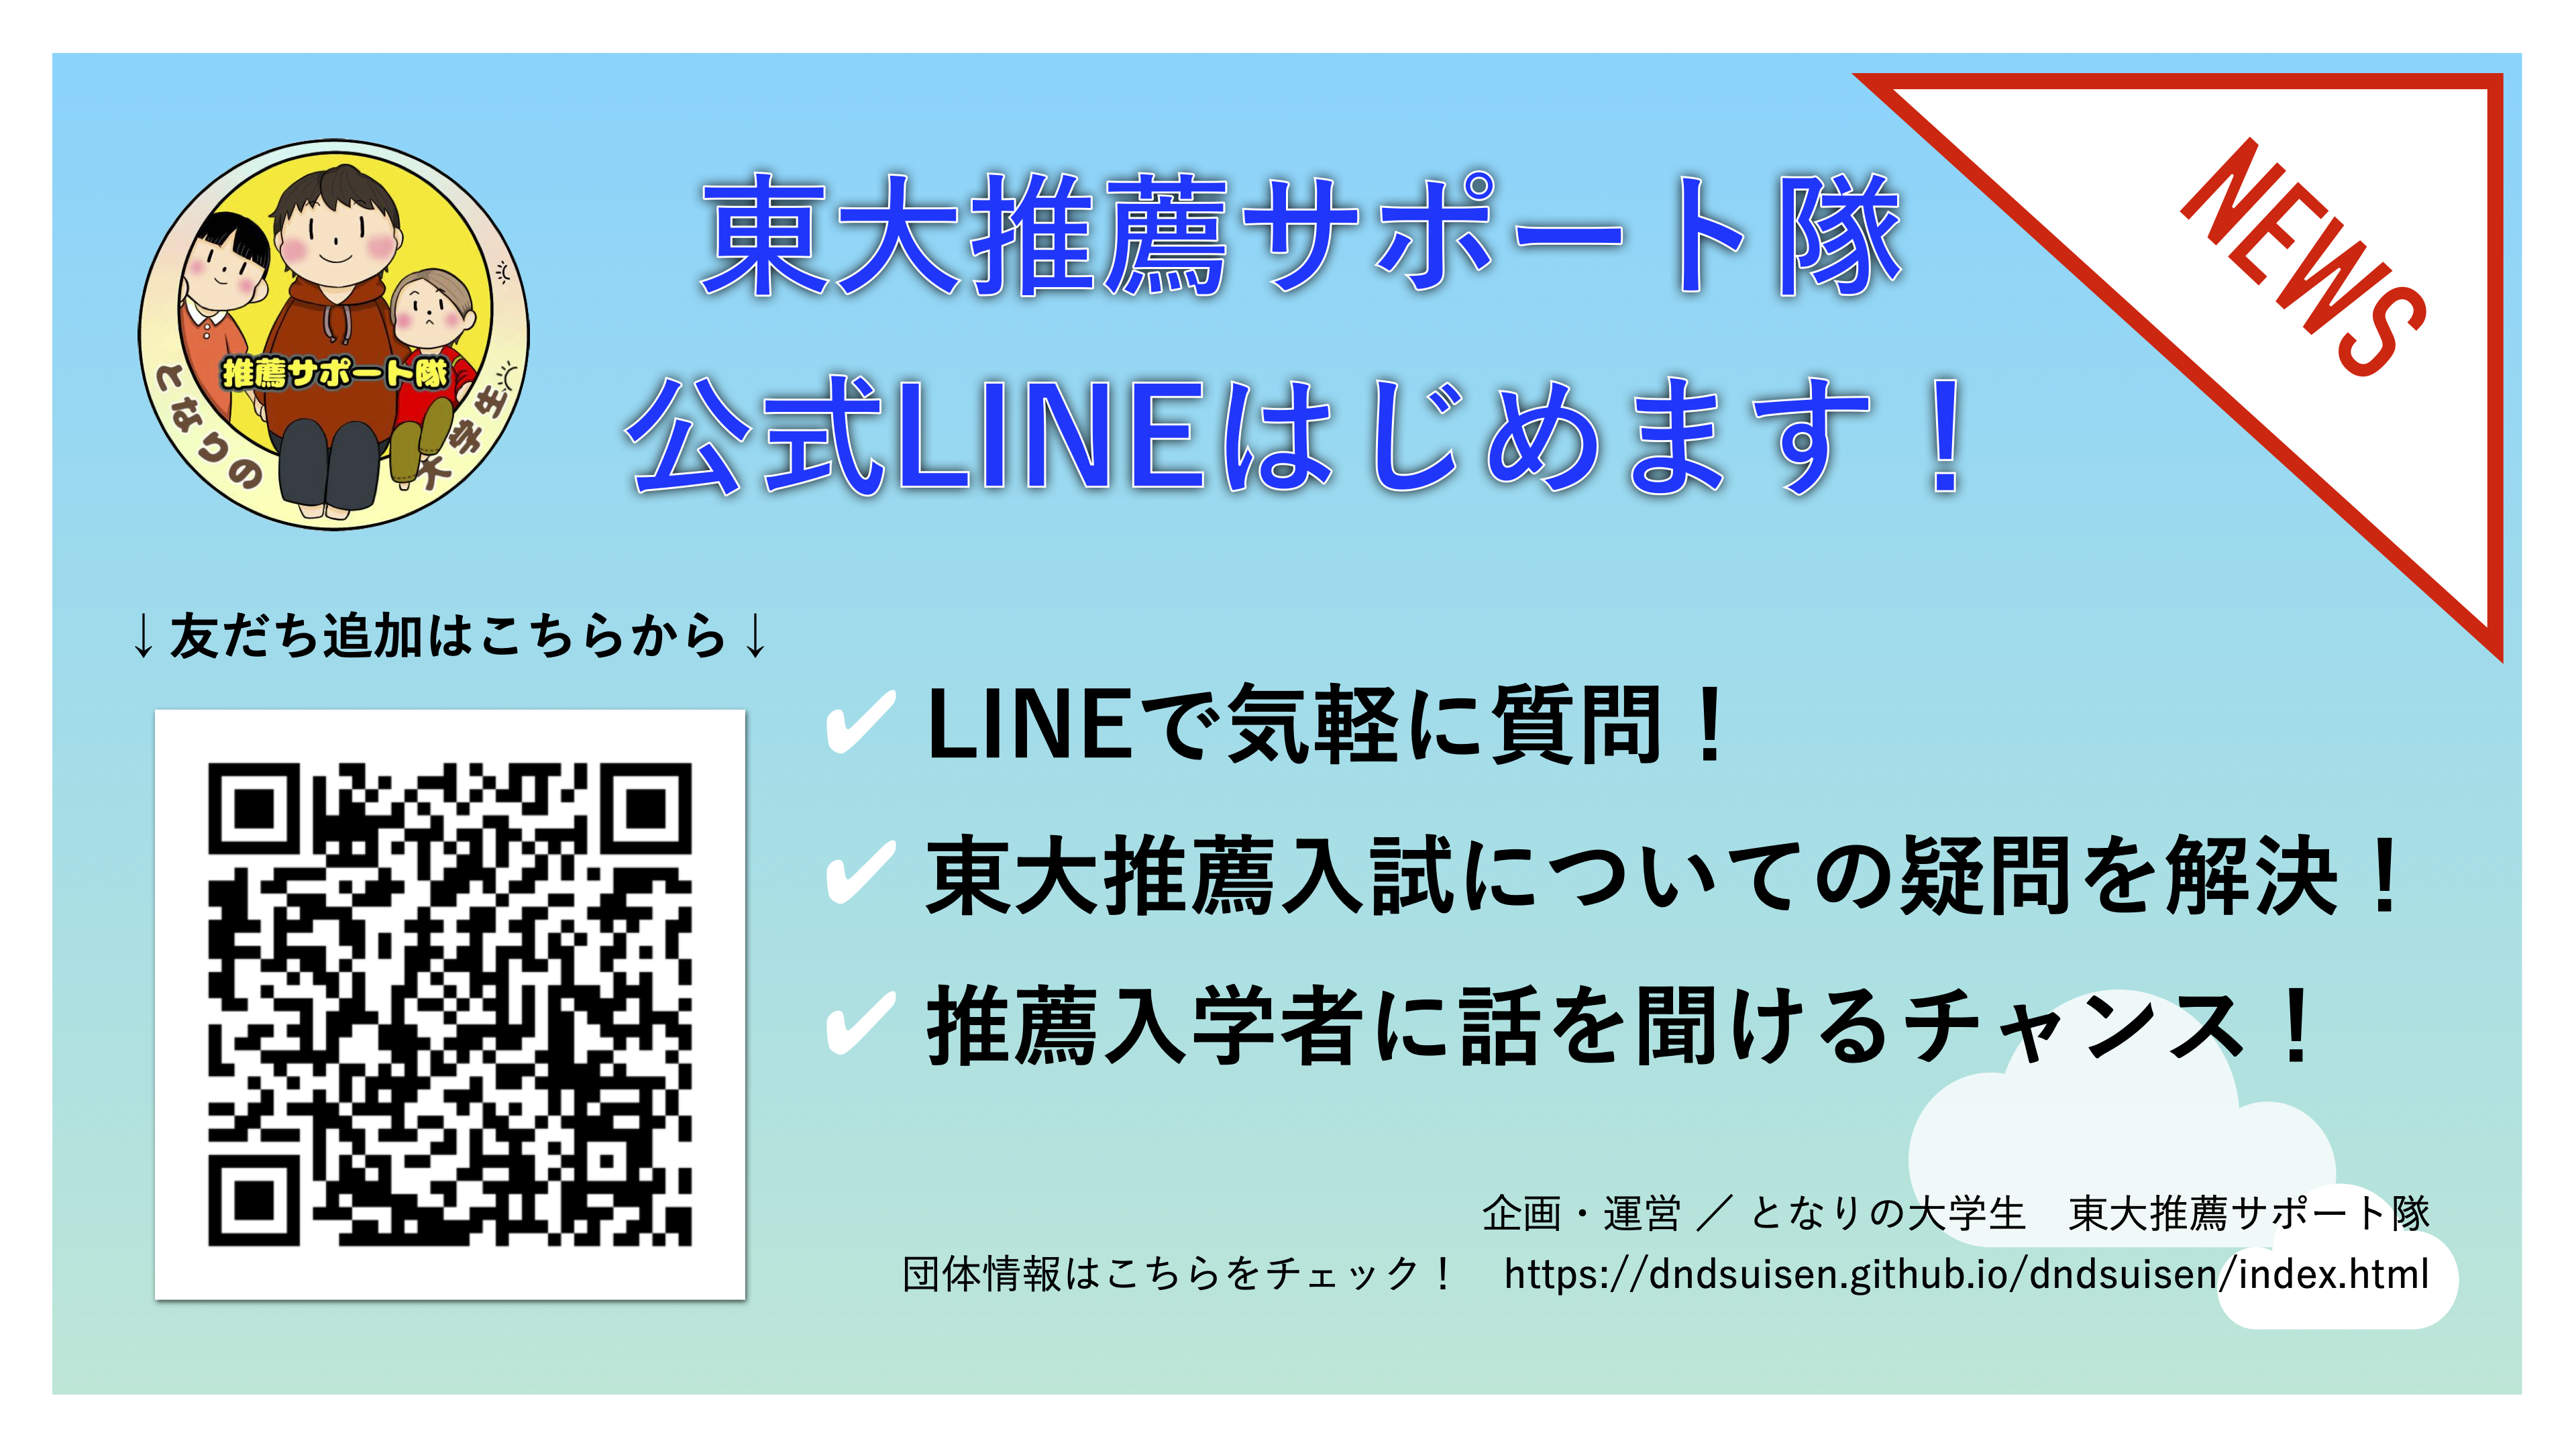 NEWS
東大推薦サポート隊
公式LINEはじめます！
推薦サポート隊
となりの大学生
↓友だち追加はこちらから↓
✔ LINEで気軽に質問！
✔ 東大推薦入試についての疑問を解決！
✔ 推薦入学者に話を聞けるチャンス！
企画・運営 ／ となりの大学生　東大推薦サポート隊
団体情報はこちらをチェック！　https://dndsuisen.github.io/dndsuisen/index.html